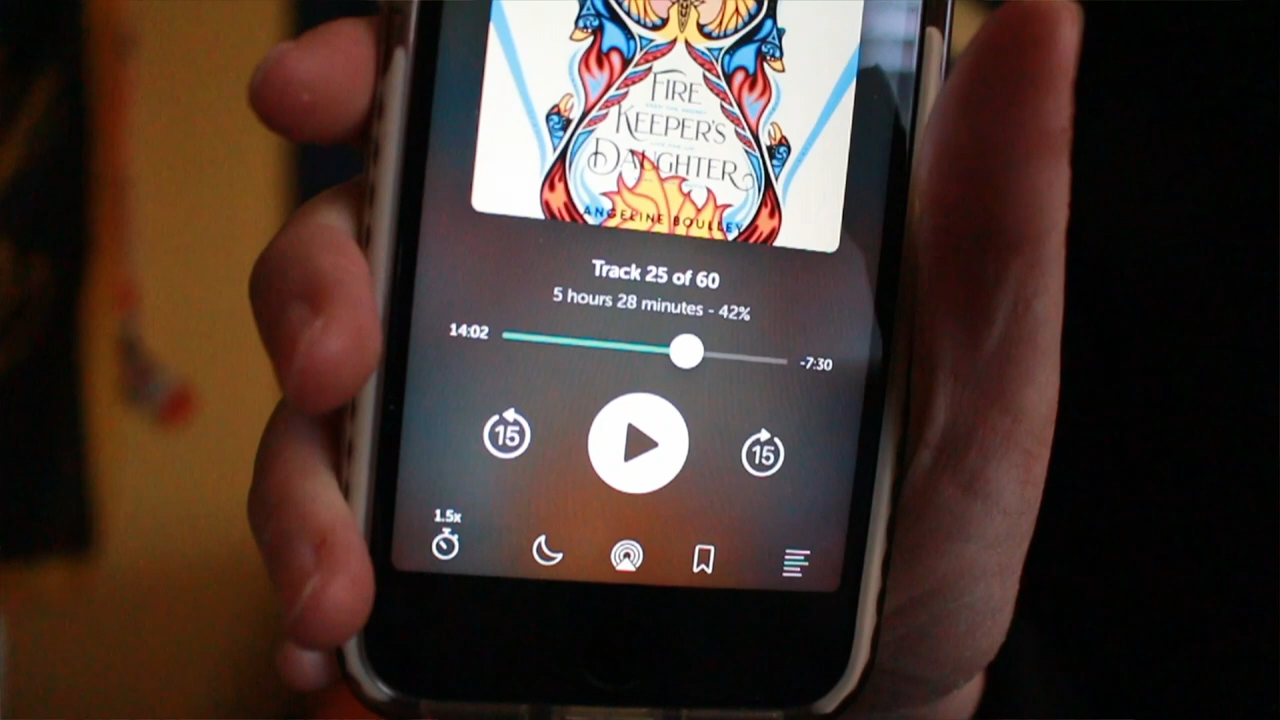 FIRE
KEEPER'S
DAUGHTER
ANGELINE BOULLEY
Track 25 of 60
5 hours 28 minutes - 42%
14:02
-7:30
15
15
1.5x